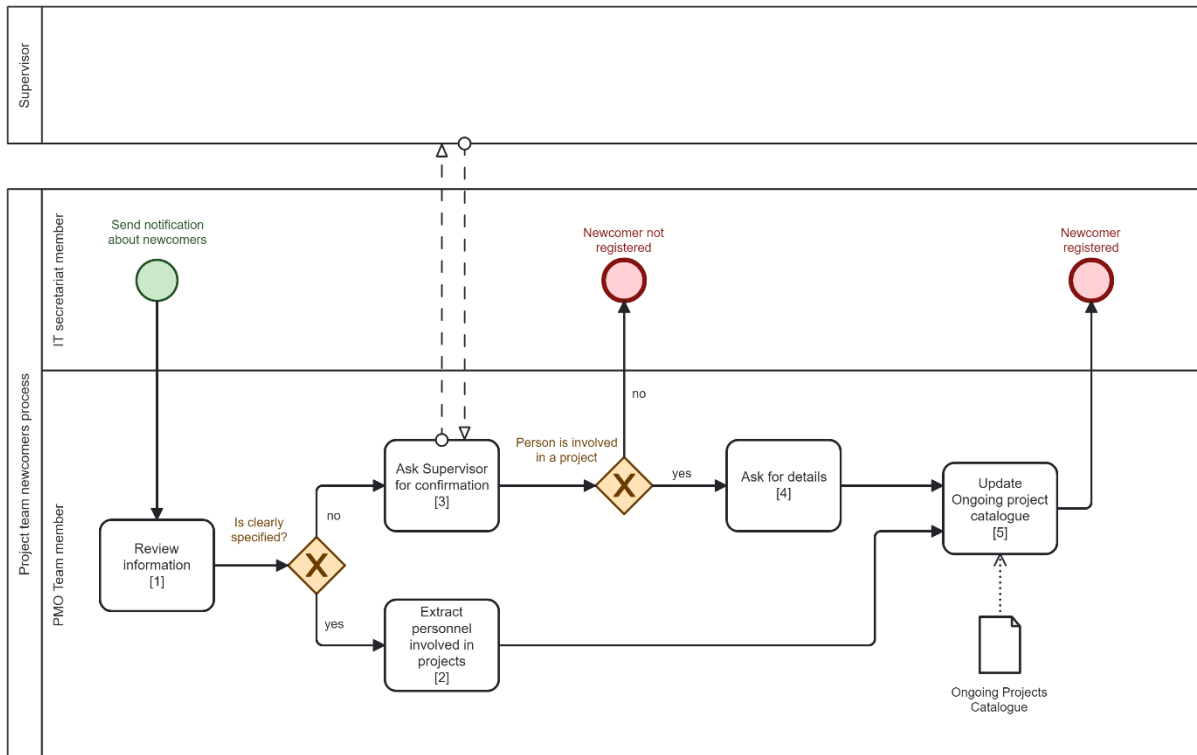 Supervisor
Project team newcomers process
IT secretariat member
Send notification
about newcomers
Newcomer not
registered
Newcomer
registered
PMO Team member
no
Person is involved
in a project
Ask Supervisor
for confirmation
[3]
yes
Ask for details
[4]
Update
Ongoing project
catalogue
[5]
Is clearly
specified?
no
Review
information
[1]
yes
Extract
personnel
involved in
projects
[2]
Ongoing Projects
Catalogue